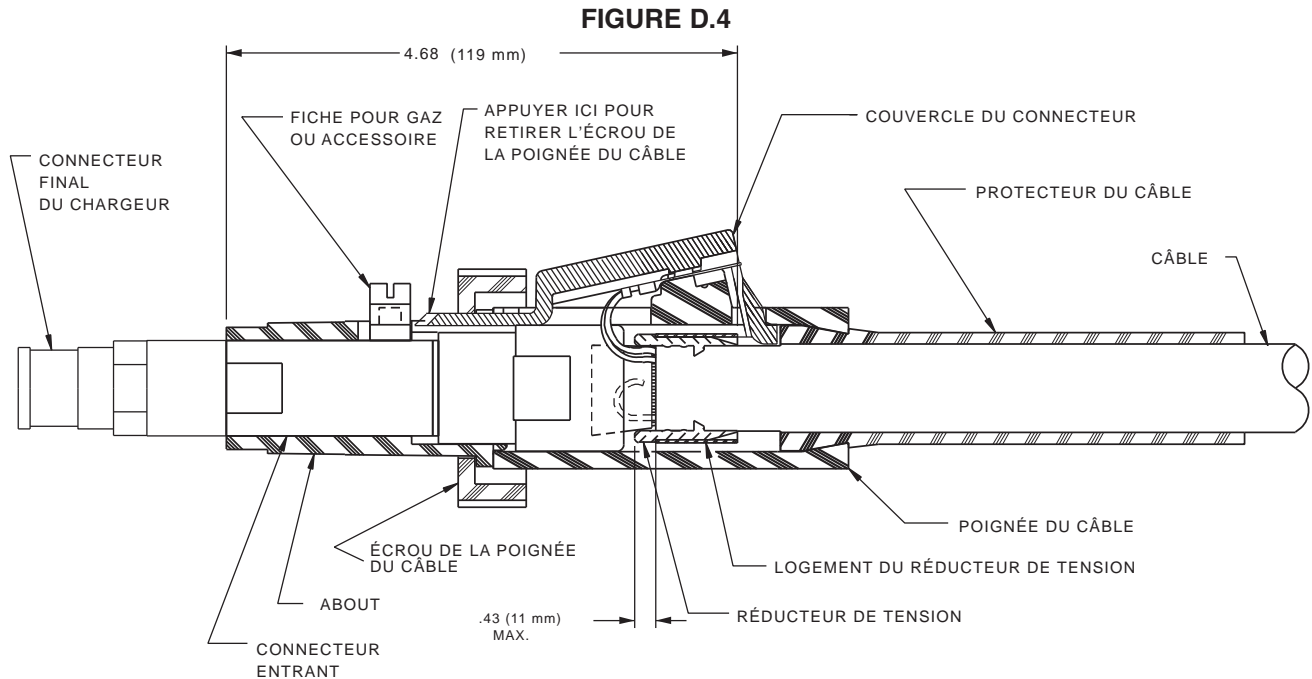 FIGURE D.4
4.68 (119 mm)
FICHE POUR GAZ
OU ACCESSOIRE
APPUYER ICI POUR
RETIRER L'ÉCROU DE
LA POIGNÉE DU CÂBLE
COUVERCLE DU CONNECTEUR
CONNECTEUR
FINAL
DU CHARGEUR
PROTECTEUR DU CÂBLE
CÂBLE
POIGNÉE DU CÂBLE
ÉCROU DE LA POIGNÉE
DU CÂBLE
LOGEMENT DU RÉDUCTEUR DE TENSION
ABOUT
.43 (11 mm)
MAX.
RÉDUCTEUR DE TENSION
CONNECTEUR
ENTRANT